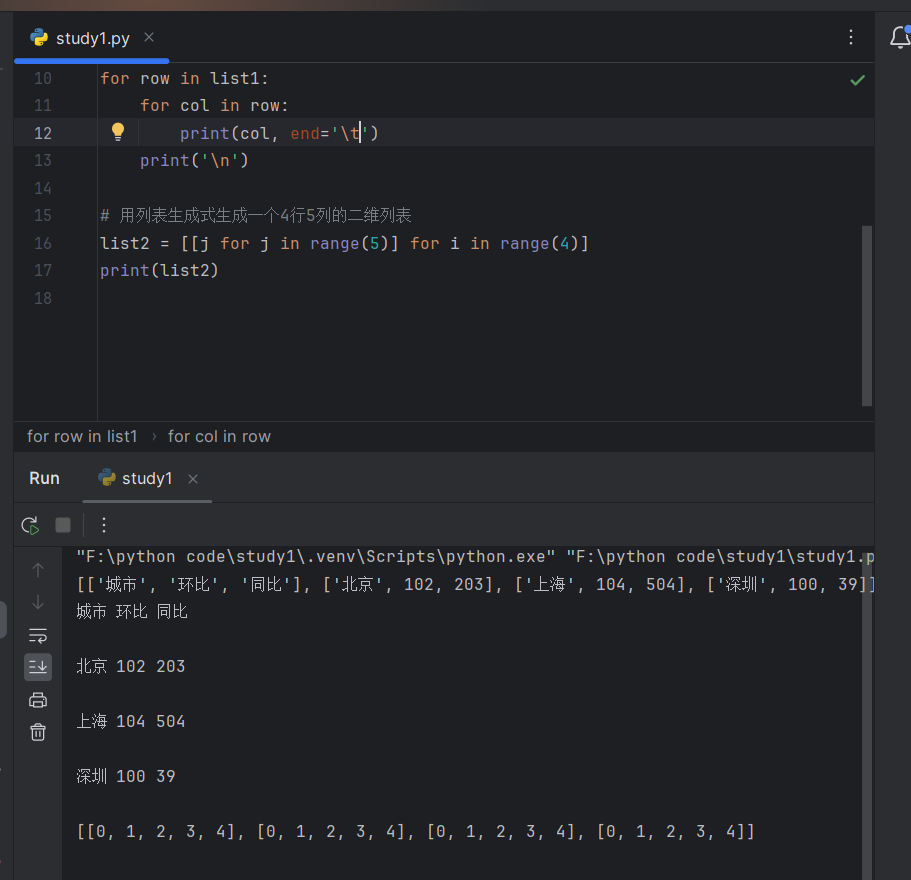 study1.py
10 for row in list1:
11 for col in row:
12 print(col, end='\t')
13 print('\n')
14
15 # 用列表生成式生成一个4行5列的二维列表
16 list2 = [[j for j in range(5)] for i in range(4)]
17 print(list2)
18
for row in list1 › for col in row
Run study1
"F:\python code\study1\.venv\Scripts\python.exe" "F:\python code\study1\study1.p
[['城市', '环比', '同比'], ['北京', 102, 203], ['上海', 104, 504], ['深圳', 100, 39]]
城市 环比 同比
北京 102 203
上海 104 504
深圳 100 39
[[0, 1, 2, 3, 4], [0, 1, 2, 3, 4], [0, 1, 2, 3, 4], [0, 1, 2, 3, 4]]